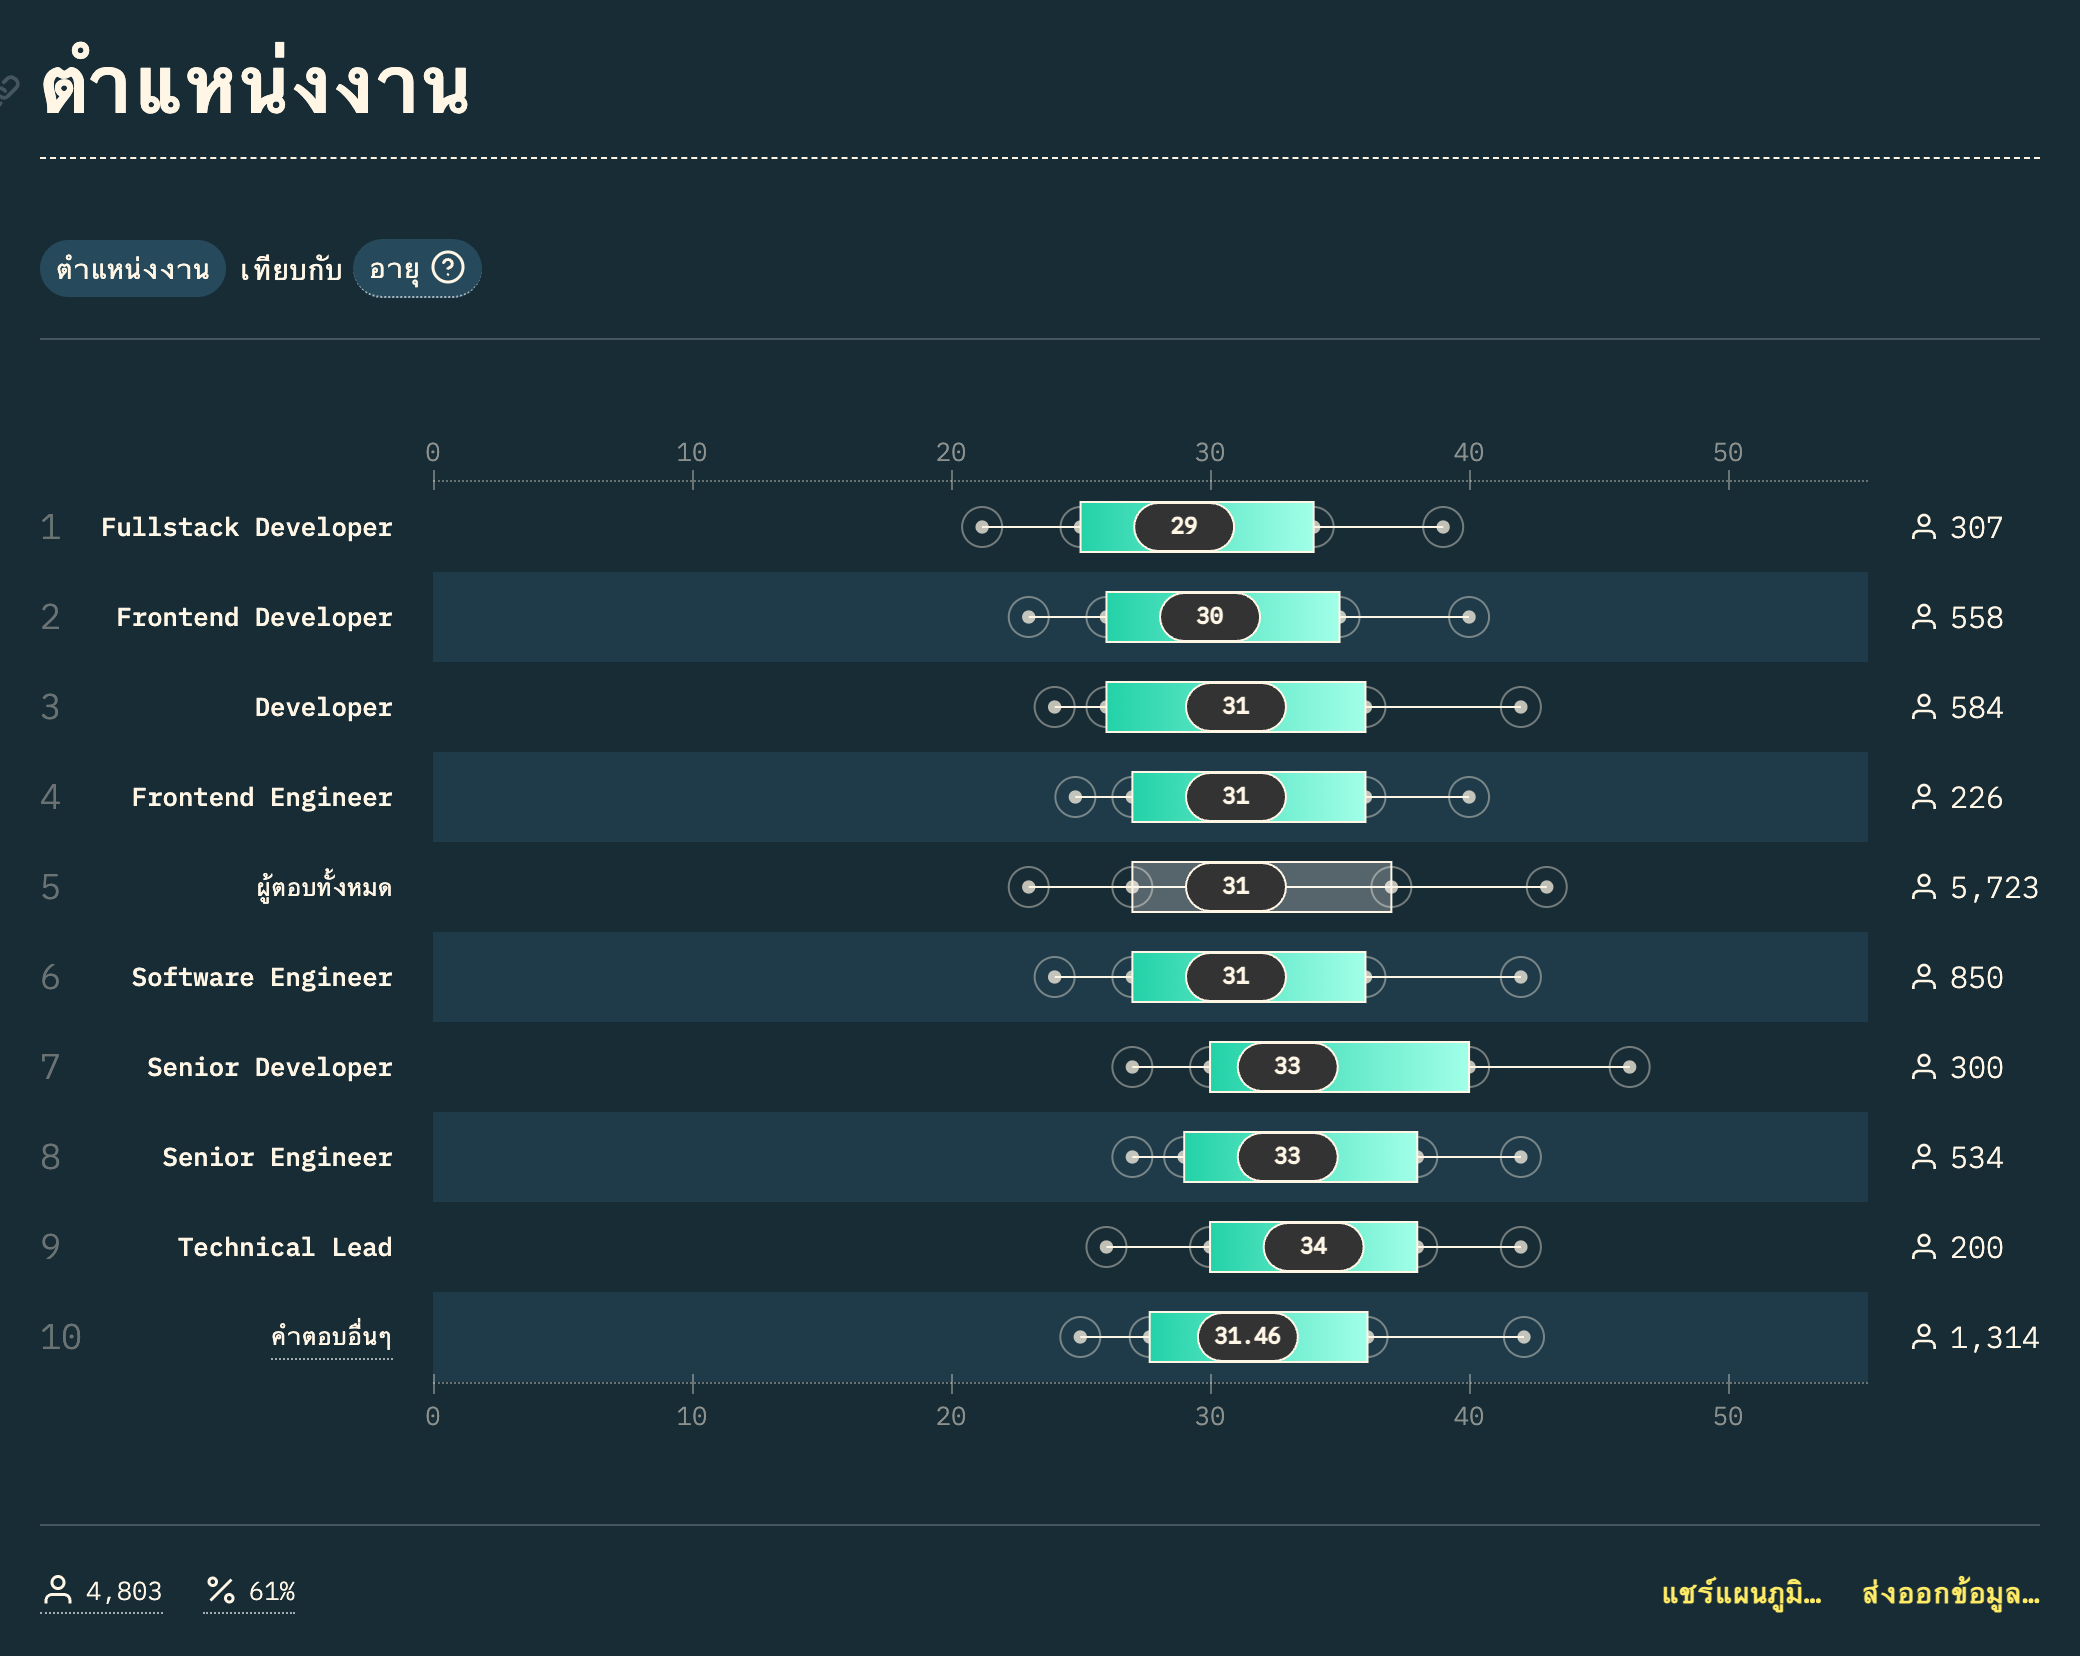 ตำแหน่งงาน
ตำแหน่งงาน เทียบกับ อายุ ?
0 10 20 30 40 50
1 Fullstack Developer 29 307
2 Frontend Developer 30 558
3 Developer 31 584
4 Frontend Engineer 31 226
5 ผู้ตอบทั้งหมด 31 5,723
6 Software Engineer 31 850
7 Senior Developer 33 300
8 Senior Engineer 33 534
9 Technical Lead 34 200
10 คำตอบอื่นๆ 31.46 1,314
0 10 20 30 40 50
4,803 % 61% แชร์แผนภูมิ… ส่งออกข้อมูล…